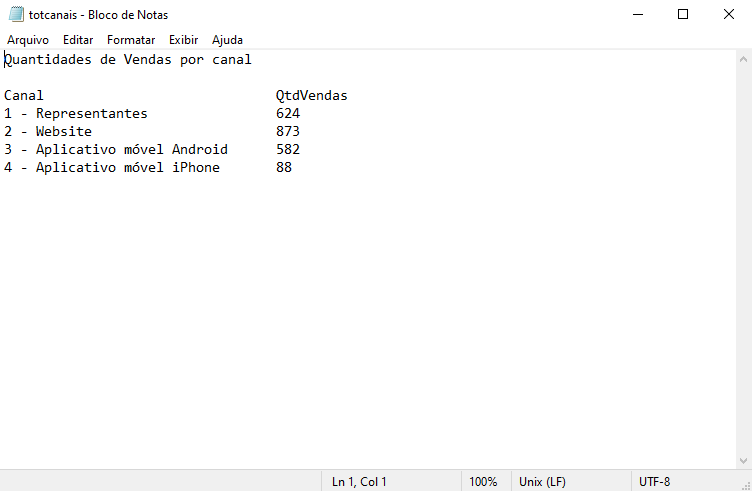 totcanais - Bloco de Notas
Arquivo Editar Formatar Exibir Ajuda
Quantidades de Vendas por canal
Canal QtdVendas
1 - Representantes 624
2 - Website 873
3 - Aplicativo móvel Android 582
4 - Aplicativo móvel iPhone 88
Ln 1, Col 1 100% Unix (LF) UTF-8